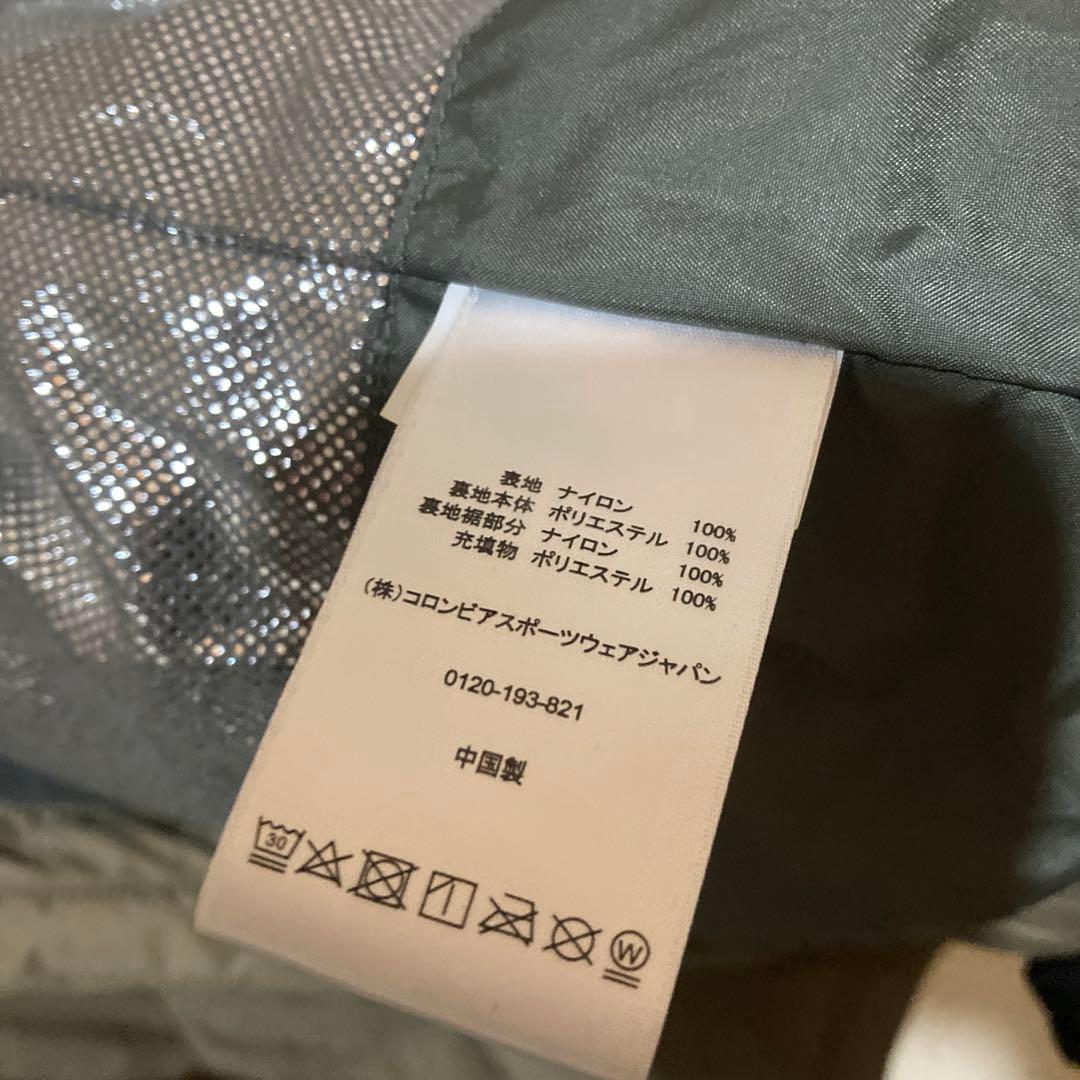 表地 ナイロン 100%
裏地本体 ポリエステル 100%
裏地裾部分 ナイロン 100%
充填物 ポリエステル 100%
(株)コロンビアスポーツウェアジャパン
0120-193-821
中国製
30
W